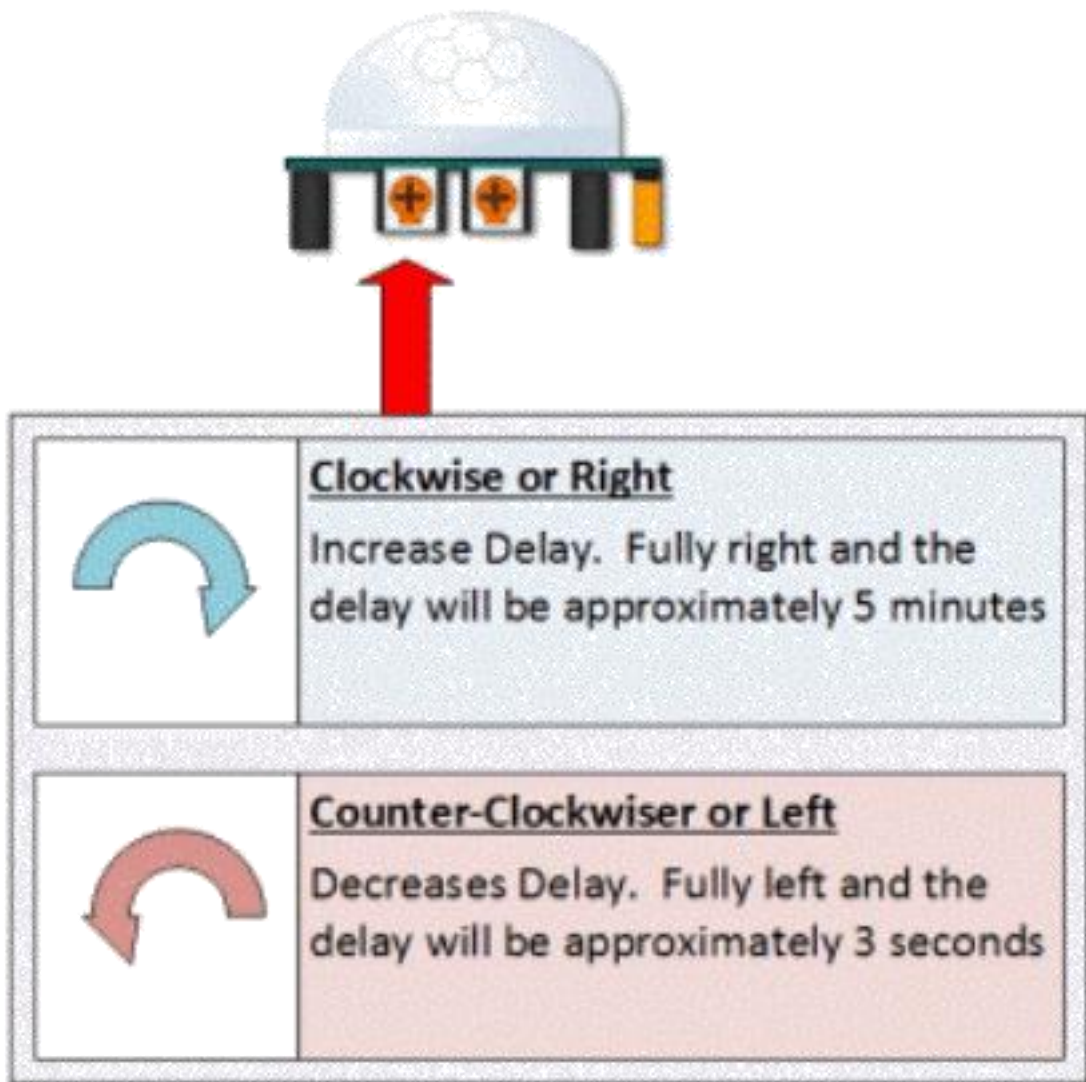 Clockwise or Right
Increase Delay. Fully right and the
delay will be approximately 5 minutes
Counter-Clockwiser or Left
Decreases Delay. Fully left and the
delay will be approximately 3 seconds